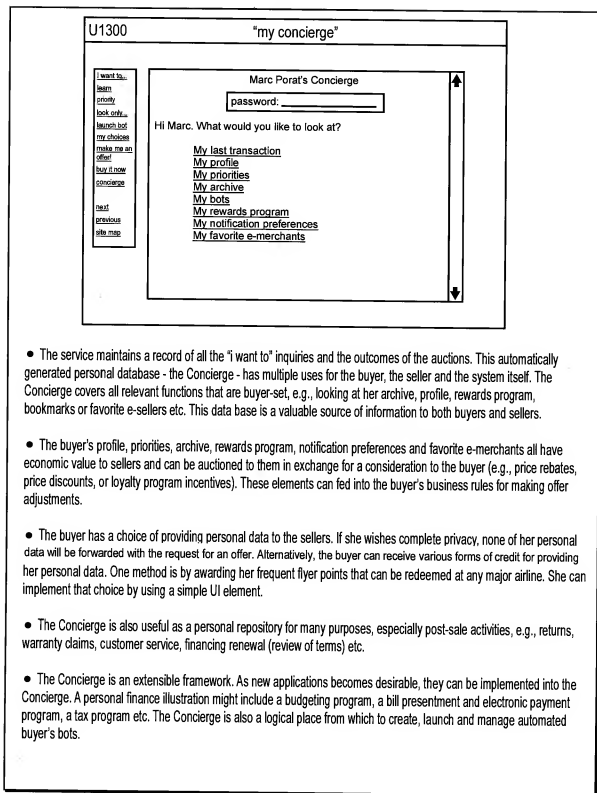 U1300
“my concierge”
i want to...
learn
priority
look only...
launch bot
my choices
make me an
offer!
buy it now
concierge
next
previous
site map
Marc Porat's Concierge
password:
Hi Marc. What would you like to look at?
My last transaction
My profile
My priorities
My archive
My bots
My rewards program
My notification preferences
My favorite e-merchants
● The service maintains a record of all the “i want to” inquiries and the outcomes of the auctions. This automatically
generated personal database - the Concierge - has multiple uses for the buyer, the seller and the system itself. The
Concierge covers all relevant functions that are buyer-set, e.g., looking at her archive, profile, rewards program,
bookmarks or favorite e-sellers etc. This data base is a valuable source of information to both buyers and sellers.
● The buyer's profile, priorities, archive, rewards program, notification preferences and favorite e-merchants all have
economic value to sellers and can be auctioned to them in exchange for a consideration to the buyer (e.g., price rebates,
price discounts, or loyalty program incentives). These elements can fed into the buyer's business rules for making offer
adjustments.
● The buyer has a choice of providing personal data to the sellers. If she wishes complete privacy, none of her personal
data will be forwarded with the request for an offer. Alternatively, the buyer can receive various forms of credit for providing
her personal data. One method is by awarding her frequent flyer points that can be redeemed at any major airline. She can
implement that choice by using a simple UI element.
● The Concierge is also useful as a personal repository for many purposes, especially post-sale activities, e.g., returns,
warranty claims, customer service, financing renewal (review of terms) etc.
● The Concierge is an extensible framework. As new applications becomes desirable, they can be implemented into the
Concierge. A personal finance illustration might include a budgeting program, a bill presentment and electronic payment
program, a tax program etc. The Concierge is also a logical place from which to create, launch and manage automated
buyer's bots.